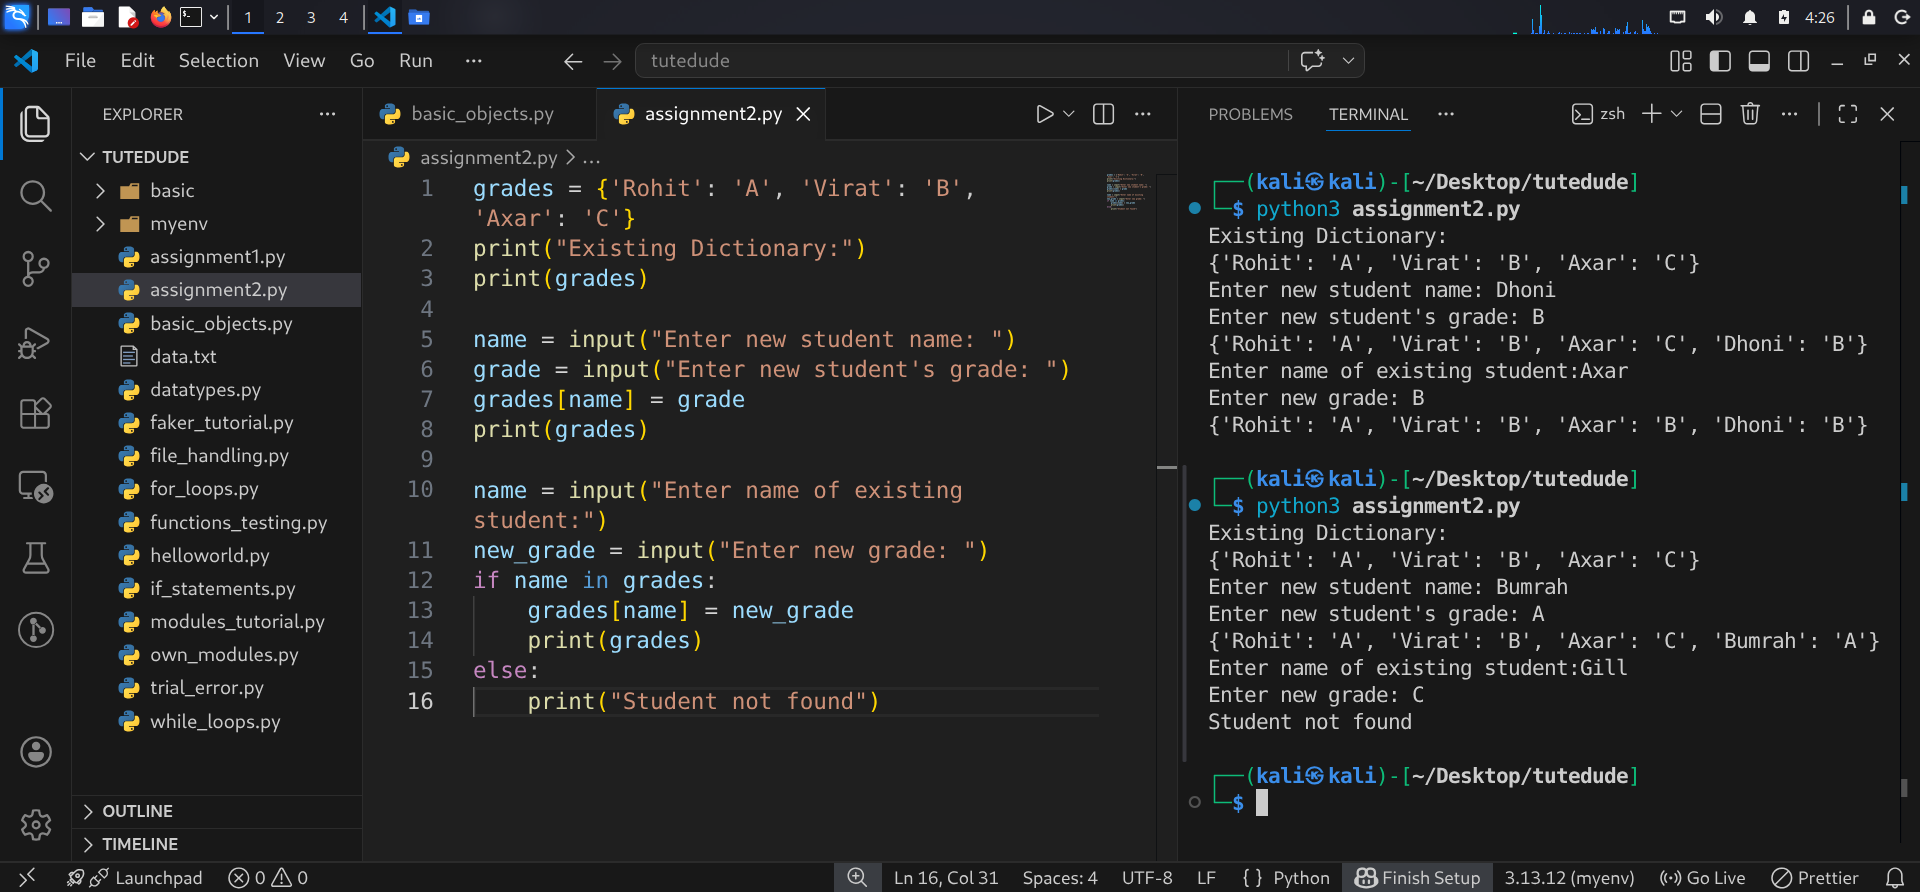 1 2 3 4 4:26
File Edit Selection View Go Run ··· tutedude
EXPLORER ···
TUTEDUDE
basic
myenv
assignment1.py
assignment2.py
basic_objects.py
data.txt
datatypes.py
faker_tutorial.py
file_handling.py
for_loops.py
functions_testing.py
helloworld.py
if_statements.py
modules_tutorial.py
own_modules.py
trial_error.py
while_loops.py
OUTLINE
TIMELINE
basic_objects.py assignment2.py
assignment2.py > ...
1 grades = {'Rohit': 'A', 'Virat': 'B',
'Axar': 'C'}
2 print("Existing Dictionary:")
3 print(grades)
4
5 name = input("Enter new student name: ")
6 grade = input("Enter new student's grade: ")
7 grades[name] = grade
8 print(grades)
9
10 name = input("Enter name of existing
student:")
11 new_grade = input("Enter new grade: ")
12 if name in grades:
13 grades[name] = new_grade
14 print(grades)
15 else:
16 print("Student not found")
PROBLEMS TERMINAL ··· zsh
┌──(kali㉿kali)-[~/Desktop/tutedude]
└─$ python3 assignment2.py
Existing Dictionary:
{'Rohit': 'A', 'Virat': 'B', 'Axar': 'C'}
Enter new student name: Dhoni
Enter new student's grade: B
{'Rohit': 'A', 'Virat': 'B', 'Axar': 'C', 'Dhoni': 'B'}
Enter name of existing student:Axar
Enter new grade: B
{'Rohit': 'A', 'Virat': 'B', 'Axar': 'B', 'Dhoni': 'B'}
┌──(kali㉿kali)-[~/Desktop/tutedude]
└─$ python3 assignment2.py
Existing Dictionary:
{'Rohit': 'A', 'Virat': 'B', 'Axar': 'C'}
Enter new student name: Bumrah
Enter new student's grade: A
{'Rohit': 'A', 'Virat': 'B', 'Axar': 'C', 'Bumrah': 'A'}
Enter name of existing student:Gill
Enter new grade: C
Student not found
┌──(kali㉿kali)-[~/Desktop/tutedude]
└─$
Launchpad 0 0 Ln 16, Col 31 Spaces: 4 UTF-8 LF { } Python Finish Setup 3.13.12 (myenv) Go Live Prettier